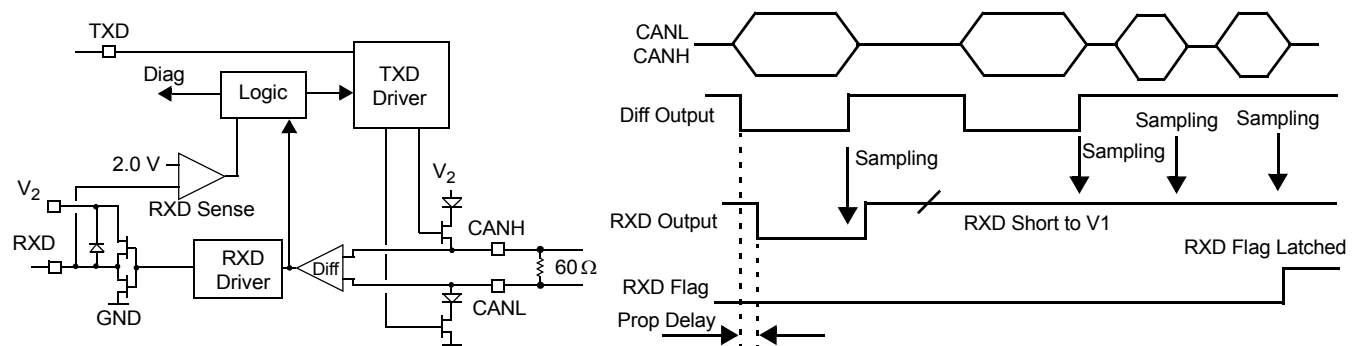 TXD
Diag
Logic
TXD
Driver
2.0 V
V2
RXD Sense
V2
RXD
CANH
RXD
Driver
Diff
60 Ω
CANL
GND
CANL
CANH
Diff Output
Sampling
Sampling
Sampling
Sampling
RXD Output
RXD Short to V1
RXD Flag Latched
RXD Flag
Prop Delay